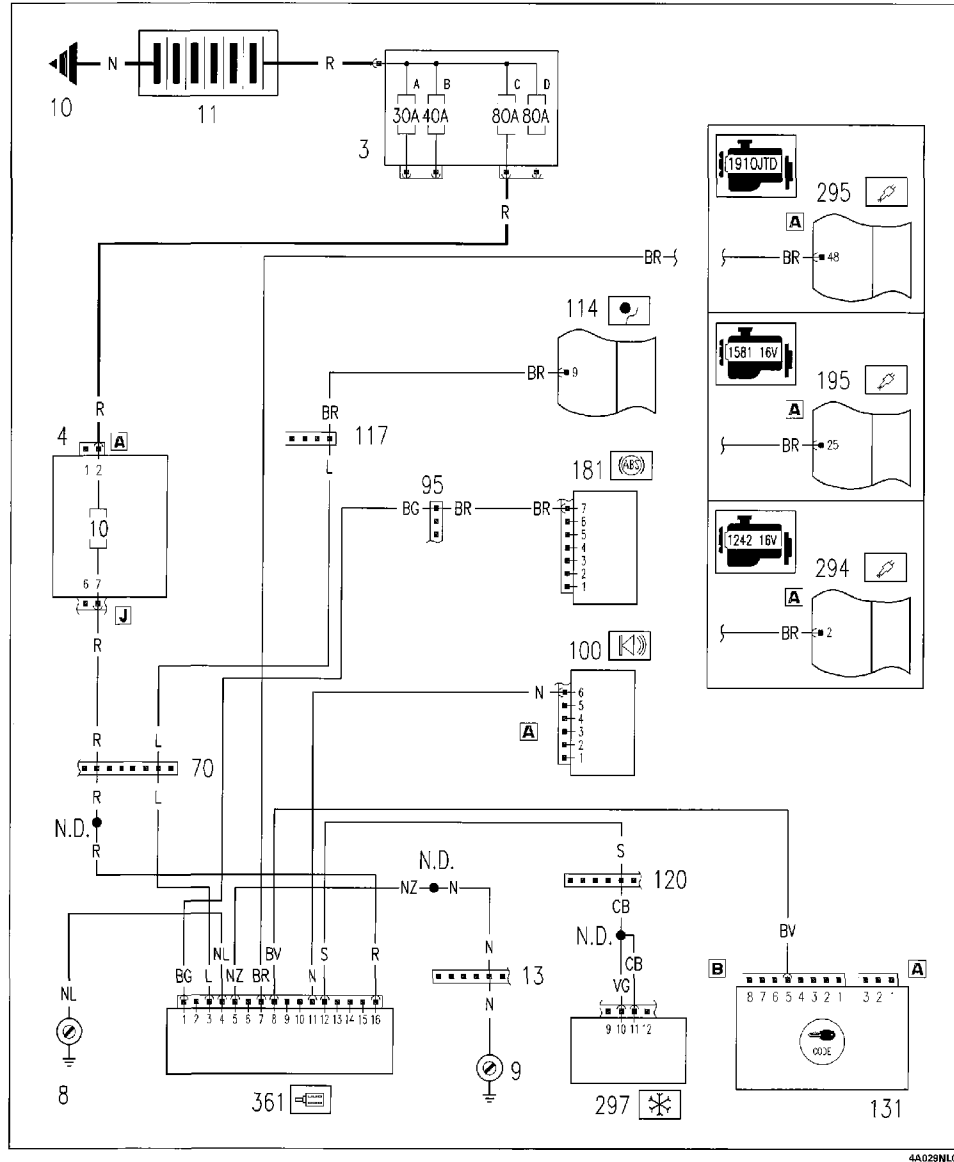 N
R
10
11
A
B
C
D
30A
40A
80A
80A
3
R
1910JTD
295
A
BR
BR
48
114
BR
9
1581 16V
195
A
BR
25
R
BR
4
A
117
1 2
L
181
ABS
95
BG
BR
BR
7
6
5
4
3
2
1
10
1242 16V
294
A
BR
2
6 7
J
R
100
N
6
5
4
3
2
1
A
R
L
70
R
L
N.D.
R
N.D.
NZ
N
S
120
CB
N.D.
CB
VG
BV
NL
BG
L
NL
NZ
BR
BV
N
S
R
N
13
N
B
A
8 7 6 5 4 3 2 1
3 2 1
1 2 3 4 5 6 7 8 9 10 11 12 13 14 15 16
9 10 11 12
CODE
8
361
9
297
131